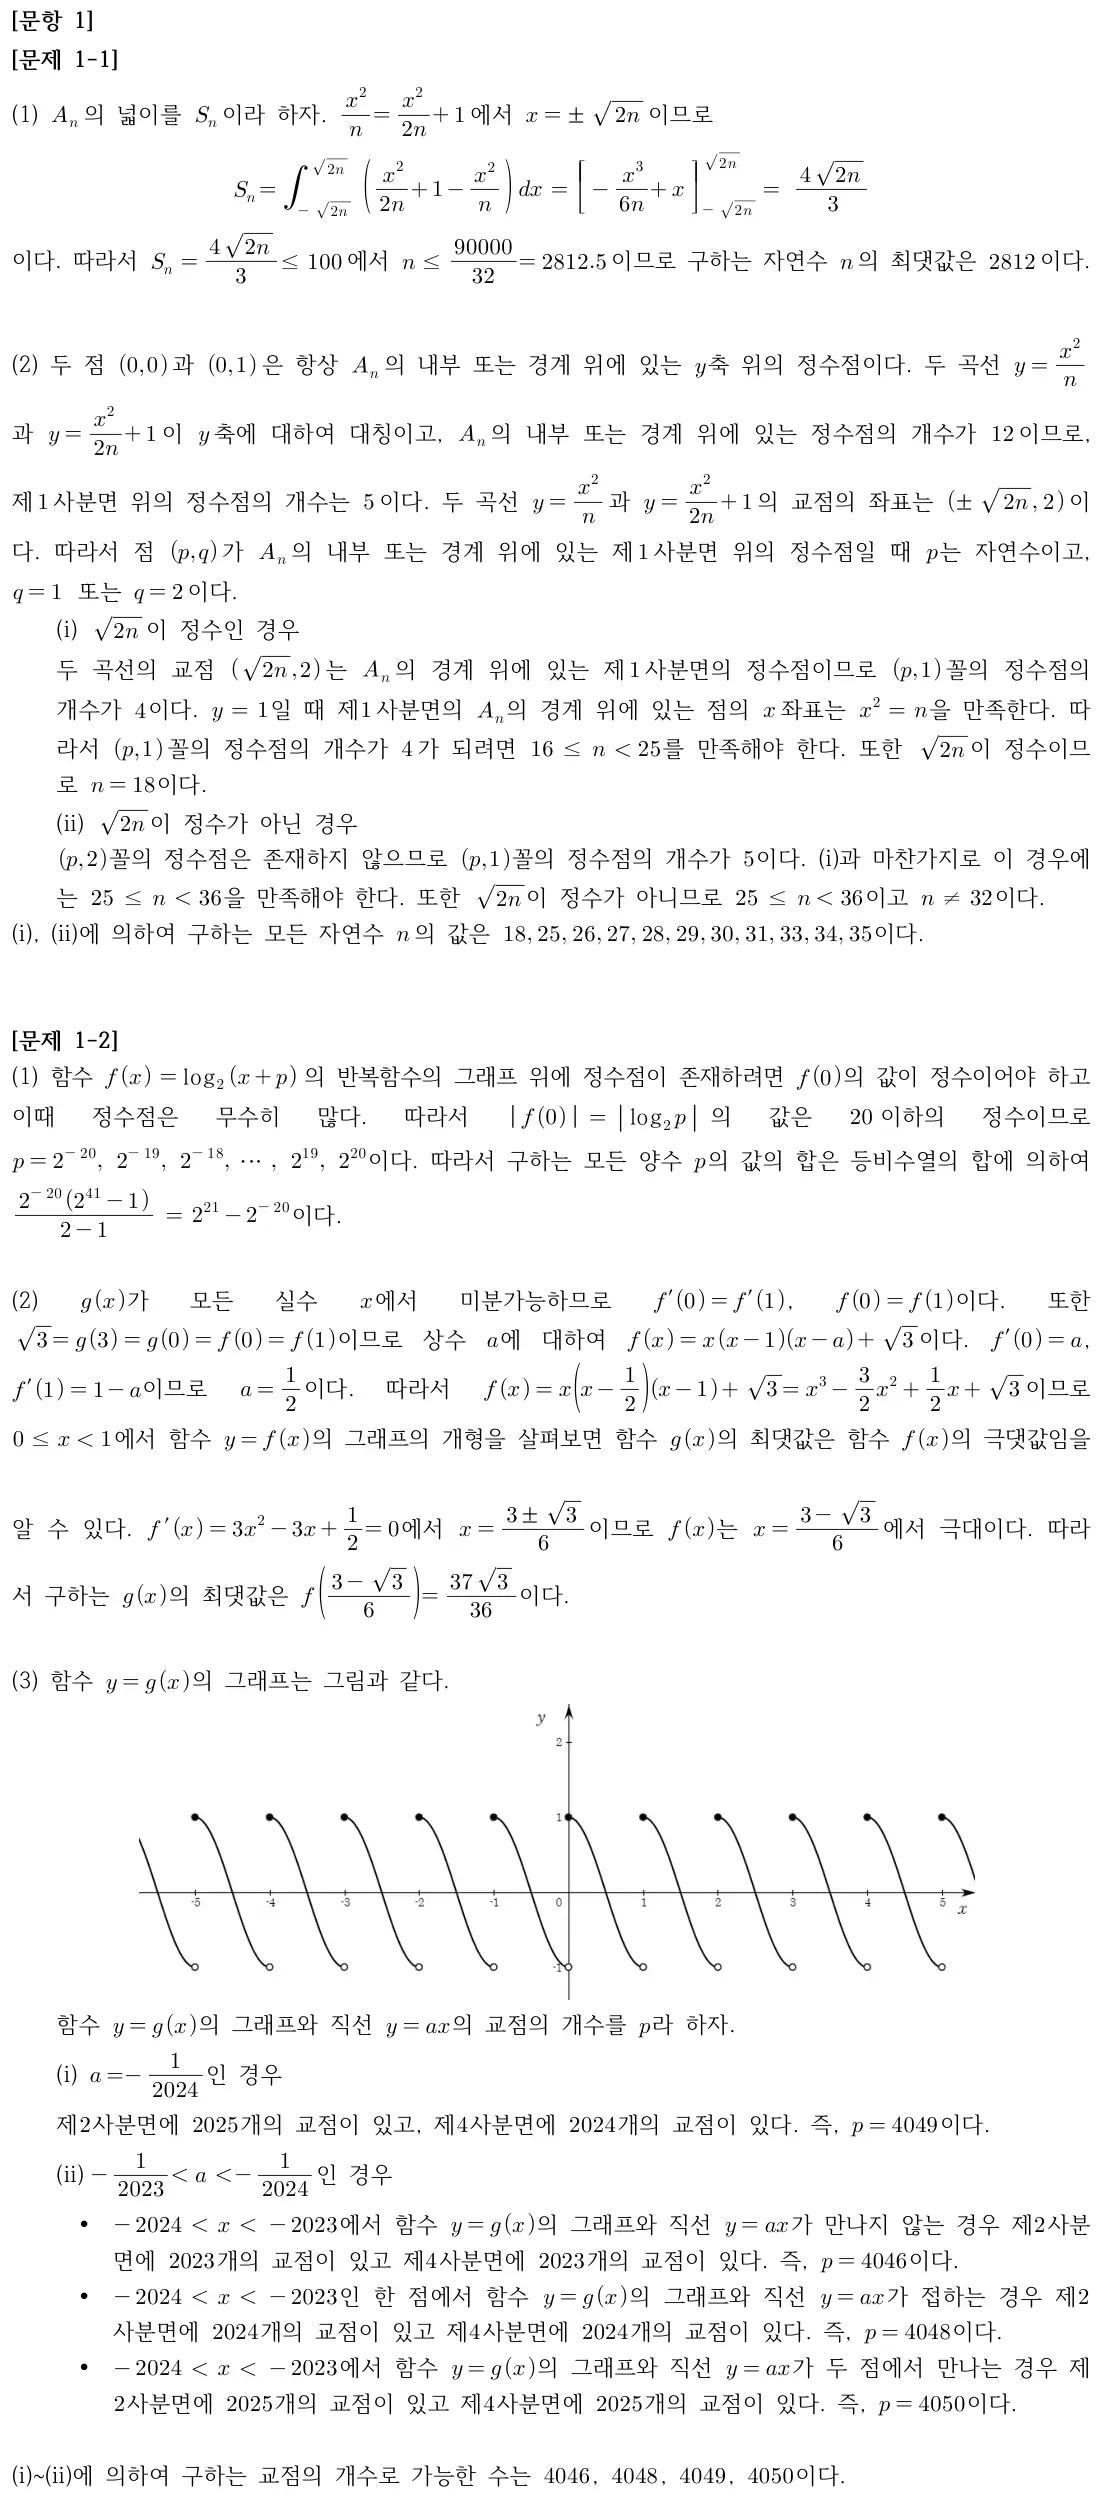 [문항 1]
[문제 1-1]
(1) Aₙ의 넓이를 Sₙ이라 하자. x²/n = x²/2n + 1에서 x = ± √(2n) 이므로
Sₙ = ∫_{-√(2n)}^{√(2n)} (x²/2n + 1 - x²/n) dx = [-x³/6n + x]_{-√(2n)}^{√(2n)} = 4√(2n)/3
이다. 따라서 Sₙ = 4√(2n)/3 ≤ 100에서 n ≤ 90000/32 = 2812.5이므로 구하는 자연수 n의 최댓값은 2812이다.
(2) 두 점 (0,0)과 (0,1)은 항상 Aₙ의 내부 또는 경계 위에 있는 y축 위의 정수점이다. 두 곡선 y = x²/n
과 y = x²/2n + 1이 y축에 대하여 대칭이고, Aₙ의 내부 또는 경계 위에 있는 정수점의 개수가 12이므로,
제1사분면 위의 정수점의 개수는 5이다. 두 곡선 y = x²/n과 y = x²/2n + 1의 교점의 좌표는 (±√(2n), 2)이
다. 따라서 점 (p,q)가 Aₙ의 내부 또는 경계 위에 있는 제1사분면 위의 정수점일 때 p는 자연수이고,
q = 1 또는 q = 2이다.
(i) √(2n)이 정수인 경우
두 곡선의 교점 (√(2n),2)는 Aₙ의 경계 위에 있는 제1사분면의 정수점이므로 (p,1)꼴의 정수점의
개수가 4이다. y = 1일 때 제1사분면의 Aₙ의 경계 위에 있는 점의 x좌표는 x² = n을 만족한다. 따
라서 (p,1)꼴의 정수점의 개수가 4가 되려면 16 ≤ n < 25를 만족해야 한다. 또한 √(2n)이 정수이므
로 n = 18이다.
(ii) √(2n)이 정수가 아닌 경우
(p,2)꼴의 정수점은 존재하지 않으므로 (p,1)꼴의 정수점의 개수가 5이다. (i)과 마찬가지로 이 경우에
는 25 ≤ n < 36을 만족해야 한다. 또한 √(2n)이 정수가 아니므로 25 ≤ n < 36이고 n ≠ 32이다.
(i), (ii)에 의하여 구하는 모든 자연수 n의 값은 18, 25, 26, 27, 28, 29, 30, 31, 33, 34, 35이다.
[문제 1-2]
(1) 함수 f(x) = log₂(x+p)의 반복함수의 그래프 위에 정수점이 존재하려면 f(0)의 값이 정수이어야 하고
이때 정수점은 무수히 많다. 따라서 |f(0)| = |log₂p|의 값은 20이하의 정수이므로
p = 2⁻²⁰, 2⁻¹⁹, 2⁻¹⁸, ⋯, 2¹⁹, 2²⁰이다. 따라서 구하는 모든 양수 p의 값의 합은 등비수열의 합에 의하여
2⁻²⁰(2⁴¹ - 1)/(2 - 1) = 2²¹ - 2⁻²⁰이다.
(2) g(x)가 모든 실수 x에서 미분가능하므로 f′(0) = f′(1), f(0) = f(1)이다. 또한
√3 = g(3) = g(0) = f(0) = f(1)이므로 상수 a에 대하여 f(x) = x(x-1)(x-a) + √3이다. f′(0) = a,
f′(1) = 1 - a이므로 a = 1/2이다. 따라서 f(x) = x(x - 1/2)(x-1) + √3 = x³ - 3/2x² + 1/2x + √3이므로
0 ≤ x < 1에서 함수 y = f(x)의 그래프의 개형을 살펴보면 함수 g(x)의 최댓값은 함수 f(x)의 극댓값임을
알 수 있다. f′(x) = 3x² - 3x + 1/2 = 0에서 x = (3 ± √3)/6이므로 f(x)는 x = (3 - √3)/6에서 극대이다. 따라
서 구하는 g(x)의 최댓값은 f((3 - √3)/6) = 37√3/36이다.
(3) 함수 y = g(x)의 그래프는 그림과 같다.
y
2
1
-5 -4 -3 -2 -1 0 1 2 3 4 5
x
-1
함수 y = g(x)의 그래프와 직선 y = ax의 교점의 개수를 p라 하자.
(i) a = -1/2024인 경우
제2사분면에 2025개의 교점이 있고, 제4사분면에 2024개의 교점이 있다. 즉, p = 4049이다.
(ii) -1/2023 < a < -1/2024인 경우
• -2024 < x < -2023에서 함수 y = g(x)의 그래프와 직선 y = ax가 만나지 않는 경우 제2사분
면에 2023개의 교점이 있고 제4사분면에 2023개의 교점이 있다. 즉, p = 4046이다.
• -2024 < x < -2023인 한 점에서 함수 y = g(x)의 그래프와 직선 y = ax가 접하는 경우 제2
사분면에 2024개의 교점이 있고 제4사분면에 2024개의 교점이 있다. 즉, p = 4048이다.
• -2024 < x < -2023에서 함수 y = g(x)의 그래프와 직선 y = ax가 두 점에서 만나는 경우 제
2사분면에 2025개의 교점이 있고 제4사분면에 2025개의 교점이 있다. 즉, p = 4050이다.
(i)~(ii)에 의하여 구하는 교점의 개수로 가능한 수는 4046, 4048, 4049, 4050이다.